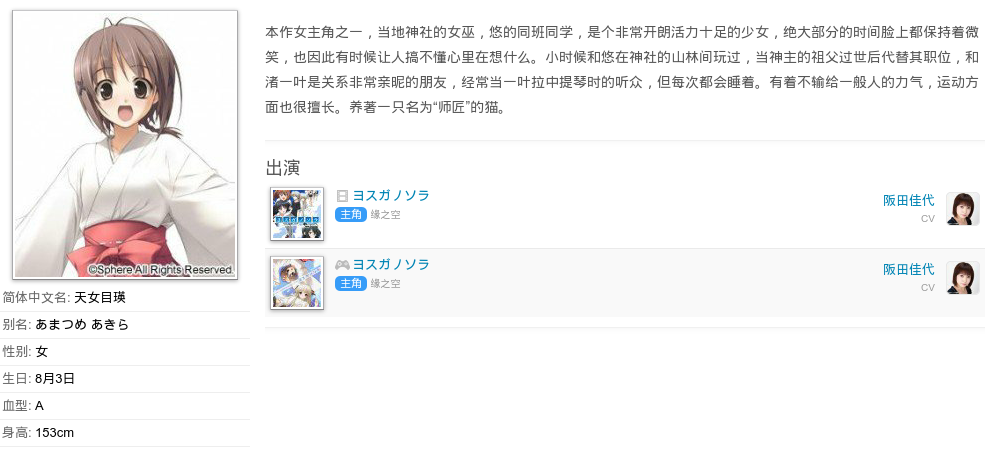 ©Sphere All Rights Reserved.
简体中文名: 天女目瑛
别名: あまつめ あきら
性别: 女
生日: 8月3日
血型: A
身高: 153cm
本作女主角之一，当地神社的女巫，悠的同班同学，是个非常开朗活力十足的少女，绝大部分的时间脸上都保持着微
笑，也因此有时候让人搞不懂心里在想什么。小时候和悠在神社的山林间玩过，当神主的祖父过世后代替其职位，和
渚一叶是关系非常亲昵的朋友，经常当一叶拉中提琴时的听众，但每次都会睡着。有着不输给一般人的力气，运动方
面也很擅长。养著一只名为“师匠”的猫。
出演
ヨスガノソラ
主角 缘之空
阪田佳代
CV
ヨスガノソラ
主角 缘之空
阪田佳代
CV